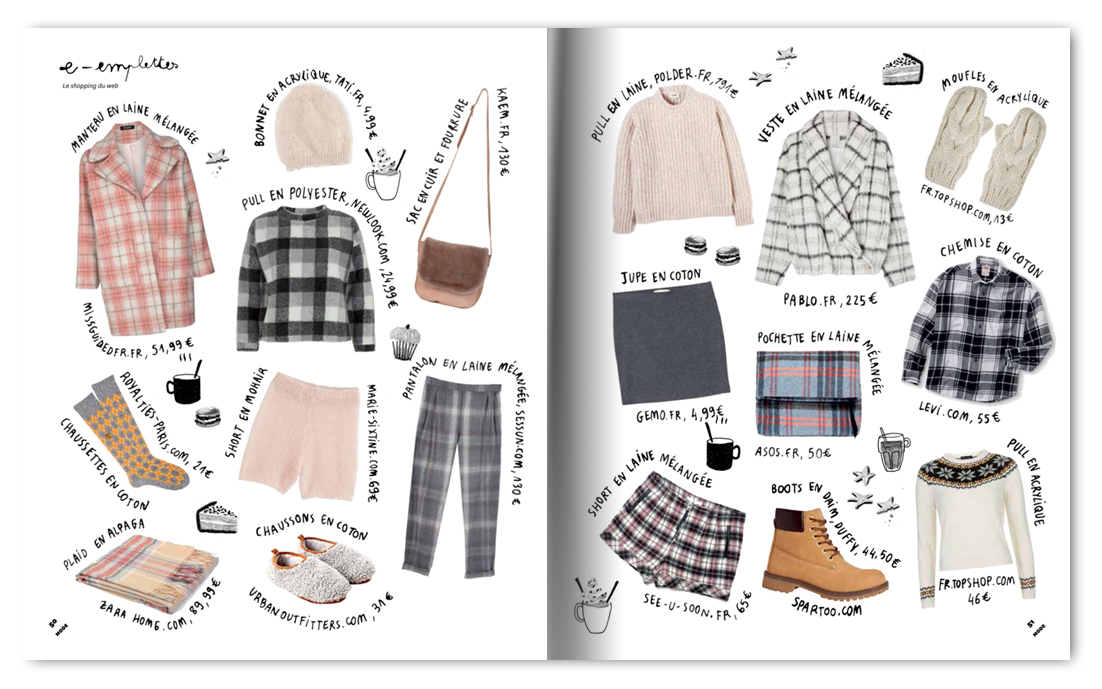 e-emplettes
Le shopping du web
MANTEAU EN LAINE MÉLANGÉE
MISSGUIDEDFR.FR, 51,99 €
BONNET EN ACRYLIQUE, TATI.FR, 4,99 €
PULL EN POLYESTER, NEWLOOK.COM, 24,99 €
SAC EN CUIR ET FOURRURE
KAEM.FR, 130 €
CHAUSSETTES EN COTON
ROYALTIES-PARIS.COM, 21 €
SHORT EN MOHAIR
MARIE-SIXTINE.COM, 69 €
PANTALON EN LAINE MÉLANGÉE, SESSUN.COM, 130 €
PLAID EN ALPAGA
ZARA HOME.COM, 89,99 €
CHAUSSONS EN COTON
URBANOUTFITTERS.COM, 31 €
50
MODE
PULL EN LAINE, POLDER.FR, 191 €
VESTE EN LAINE MÉLANGÉE
PABLO.FR, 225 €
MOUFLES EN ACRYLIQUE
FR.TOPSHOP.COM, 13 €
JUPE EN COTON
GEMO.FR, 4,99 €
POCHETTE EN LAINE MÉLANGÉE
ASOS.FR, 50 €
CHEMISE EN COTON
LEVI.COM, 55 €
SHORT EN LAINE MÉLANGÉE
SEE-U-SOON.FR, 65 €
BOOTS EN DAIM, DUFFY, 44,50 €
SPARTOO.COM
PULL EN ACRYLIQUE
FR.TOPSHOP.COM
46 €
51
MODE